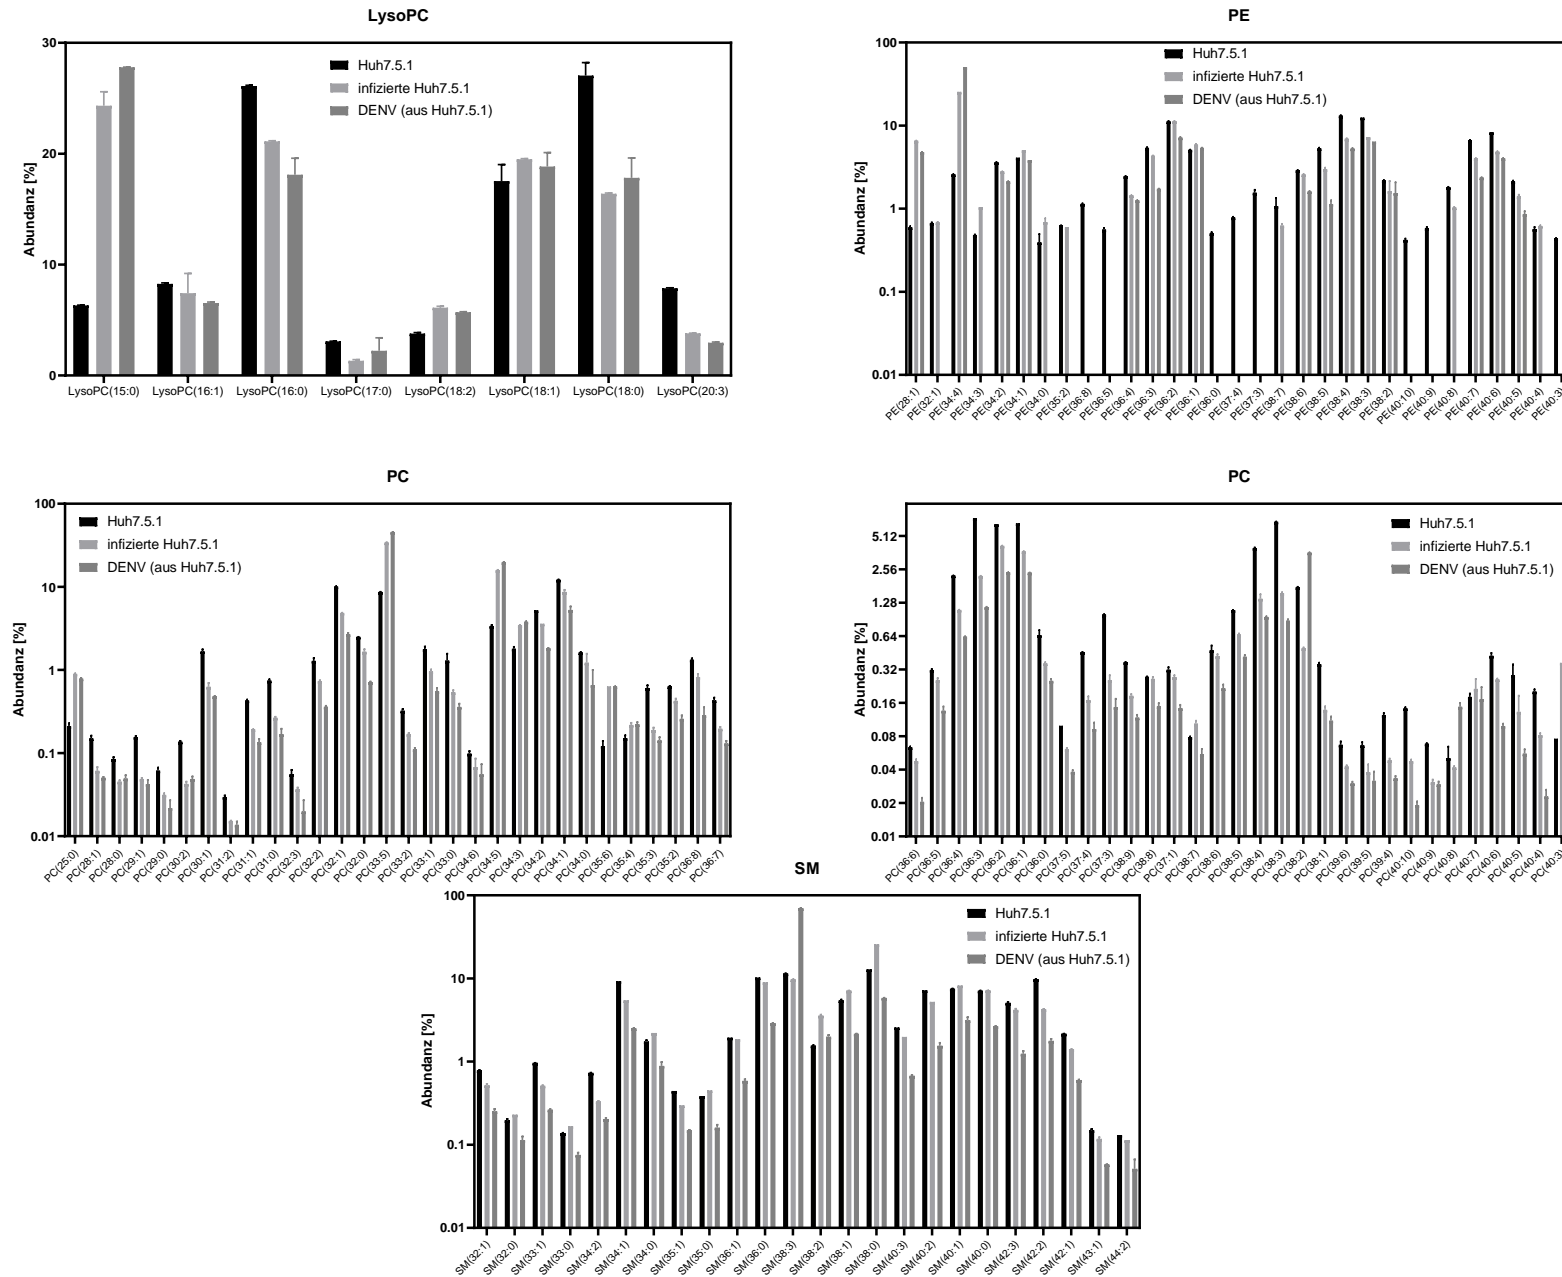 LysoPC
Abundanz [%]
30
20
10
0
Huh7.5.1
infizierte Huh7.5.1
DENV (aus Huh7.5.1)
LysoPC(15:0) LysoPC(16:1) LysoPC(16:0) LysoPC(17:0) LysoPC(18:2) LysoPC(18:1) LysoPC(18:0) LysoPC(20:3)
PE
Abundanz [%]
100
10
1
0.1
0.01
Huh7.5.1
infizierte Huh7.5.1
DENV (aus Huh7.5.1)
PE(28:1) PE(32:1) PE(34:4) PE(34:3) PE(34:2) PE(34:1) PE(34:0) PE(35:2) PE(36:8) PE(36:5) PE(36:4) PE(36:3) PE(36:2) PE(36:1) PE(36:0) PE(37:4) PE(37:3) PE(38:7) PE(38:6) PE(38:5) PE(38:4) PE(38:3) PE(38:2) PE(40:10) PE(40:9) PE(40:8) PE(40:7) PE(40:6) PE(40:5) PE(40:4) PE(40:3)
PC
Abundanz [%]
100
10
1
0.1
0.01
Huh7.5.1
infizierte Huh7.5.1
DENV (aus Huh7.5.1)
PC(25:0) PC(28:1) PC(28:0) PC(29:1) PC(29:0) PC(30:2) PC(30:1) PC(31:2) PC(31:1) PC(31:0) PC(32:3) PC(32:2) PC(32:1) PC(32:0) PC(33:5) PC(33:2) PC(33:1) PC(33:0) PC(34:6) PC(34:5) PC(34:3) PC(34:2) PC(34:1) PC(34:0) PC(35:6) PC(35:4) PC(35:3) PC(35:2) PC(36:8) PC(36:7)
PC
Abundanz [%]
5.12
2.56
1.28
0.64
0.32
0.16
0.08
0.04
0.02
0.01
Huh7.5.1
infizierte Huh7.5.1
DENV (aus Huh7.5.1)
PC(36:6) PC(36:5) PC(36:4) PC(36:3) PC(36:2) PC(36:1) PC(36:0) PC(37:5) PC(37:4) PC(37:3) PC(38:9) PC(38:8) PC(37:1) PC(38:7) PC(38:6) PC(38:5) PC(38:4) PC(38:3) PC(38:2) PC(38:1) PC(39:6) PC(39:5) PC(39:4) PC(40:10) PC(40:9) PC(40:8) PC(40:7) PC(40:6) PC(40:5) PC(40:4) PC(40:3)
SM
Abundanz [%]
100
10
1
0.1
0.01
Huh7.5.1
infizierte Huh7.5.1
DENV (aus Huh7.5.1)
SM(32:1) SM(32:0) SM(33:1) SM(33:0) SM(34:2) SM(34:1) SM(34:0) SM(35:1) SM(35:0) SM(36:1) SM(36:0) SM(38:3) SM(38:2) SM(38:1) SM(38:0) SM(40:3) SM(40:2) SM(40:1) SM(40:0) SM(42:3) SM(42:2) SM(42:1) SM(43:1) SM(44:2)